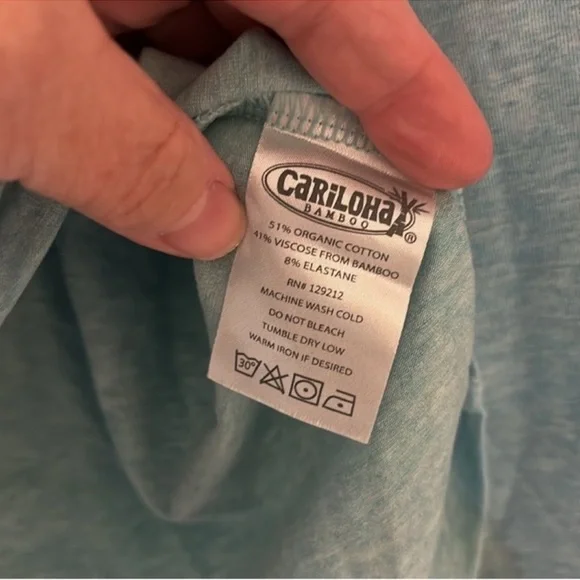 CARILOHA
BAMBOO ®
51% ORGANIC COTTON
41% VISCOSE FROM BAMBOO
8% ELASTANE
RN# 129212
MACHINE WASH COLD
DO NOT BLEACH
TUMBLE DRY LOW
WARM IRON IF DESIRED
30°